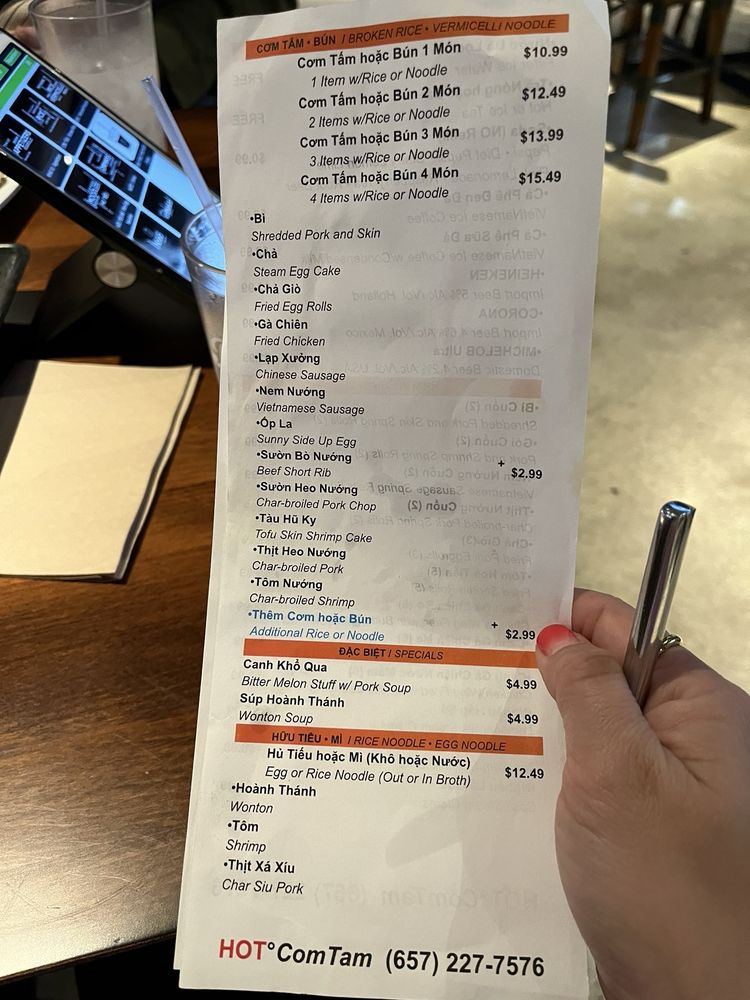 CƠM TẤM • BÚN / BROKEN RICE • VERMICELLI NOODLE
Cơm Tấm hoặc Bún 1 Món $10.99
1 Item w/Rice or Noodle
Cơm Tấm hoặc Bún 2 Món $12.49
2 Items w/Rice or Noodle
Cơm Tấm hoặc Bún 3 Món $13.99
3 Items w/Rice or Noodle
Cơm Tấm hoặc Bún 4 Món $15.49
4 Items w/Rice or Noodle
•Bì
Shredded Pork and Skin
•Chả
Steam Egg Cake
•Chả Giò
Fried Egg Rolls
•Gà Chiên
Fried Chicken
•Lạp Xưởng
Chinese Sausage
•Nem Nướng
Vietnamese Sausage
•Ốp La
Sunny Side Up Egg
•Sườn Bò Nướng + $2.99
Beef Short Rib
•Sườn Heo Nướng
Char-broiled Pork Chop
•Tàu Hũ Ky
Tofu Skin Shrimp Cake
•Thịt Heo Nướng
Char-broiled Pork
•Tôm Nướng
Char-broiled Shrimp
•Thêm Cơm hoặc Bún + $2.99
Additional Rice or Noodle
ĐẶC BIỆT / SPECIALS
Canh Khổ Qua $4.99
Bitter Melon Stuff w/ Pork Soup
Súp Hoành Thánh $4.99
Wonton Soup
HỮU TIẾU • MÌ / RICE NOODLE • EGG NOODLE
Hủ Tiếu hoặc Mì (Khô hoặc Nước) $12.49
Egg or Rice Noodle (Out or In Broth)
•Hoành Thánh
Wonton
•Tôm
Shrimp
•Thịt Xá Xíu
Char Siu Pork
HOT°ComTam (657) 227-7576